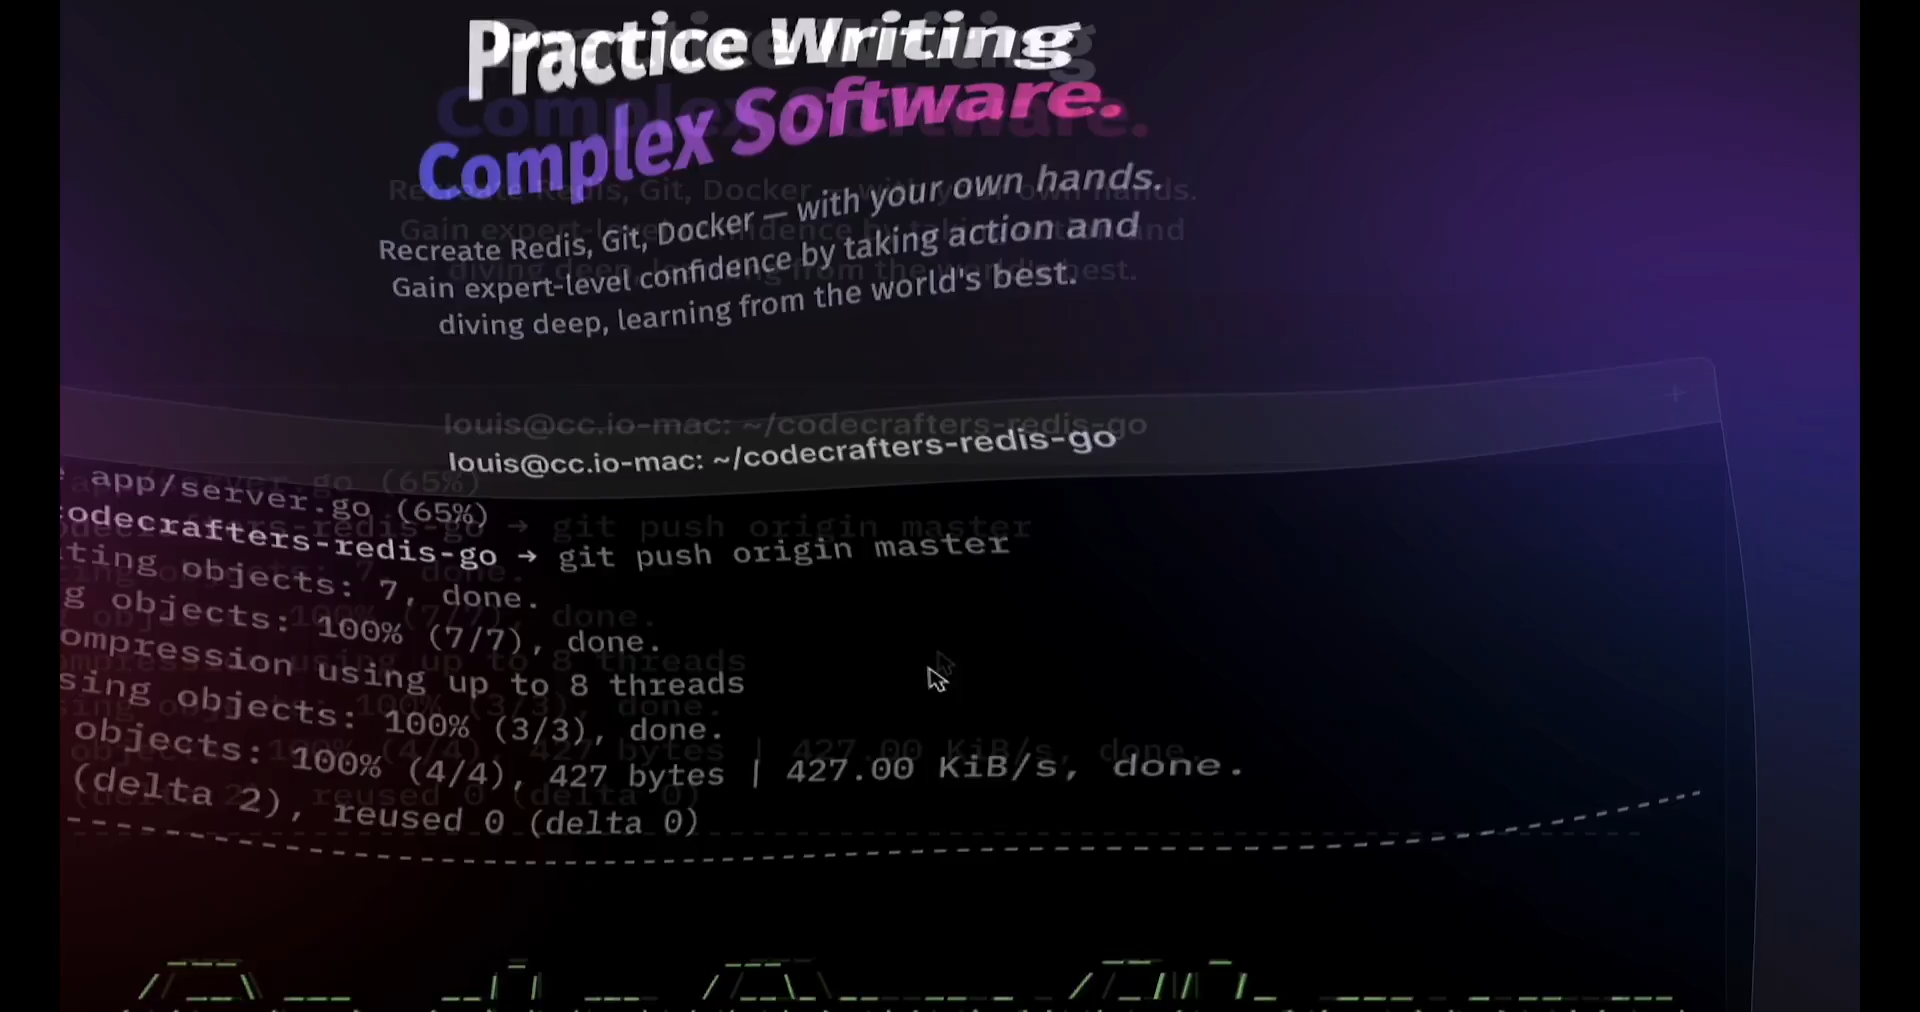 Practice Writing
Complex Software.
Recreate Redis, Git, Docker — with your own hands.
Gain expert-level confidence by taking action and
diving deep, learning from the world's best.
louis@cc.io-mac: ~/codecrafters-redis-go
app/server.go (65%)
codecrafters-redis-go → git push origin master
ting objects: 7, done.
g objects: 100% (7/7), done.
ompression using up to 8 threads
sing objects: 100% (3/3), done.
objects: 100% (4/4), 427 bytes | 427.00 KiB/s, done.
(delta 2), reused 0 (delta 0)